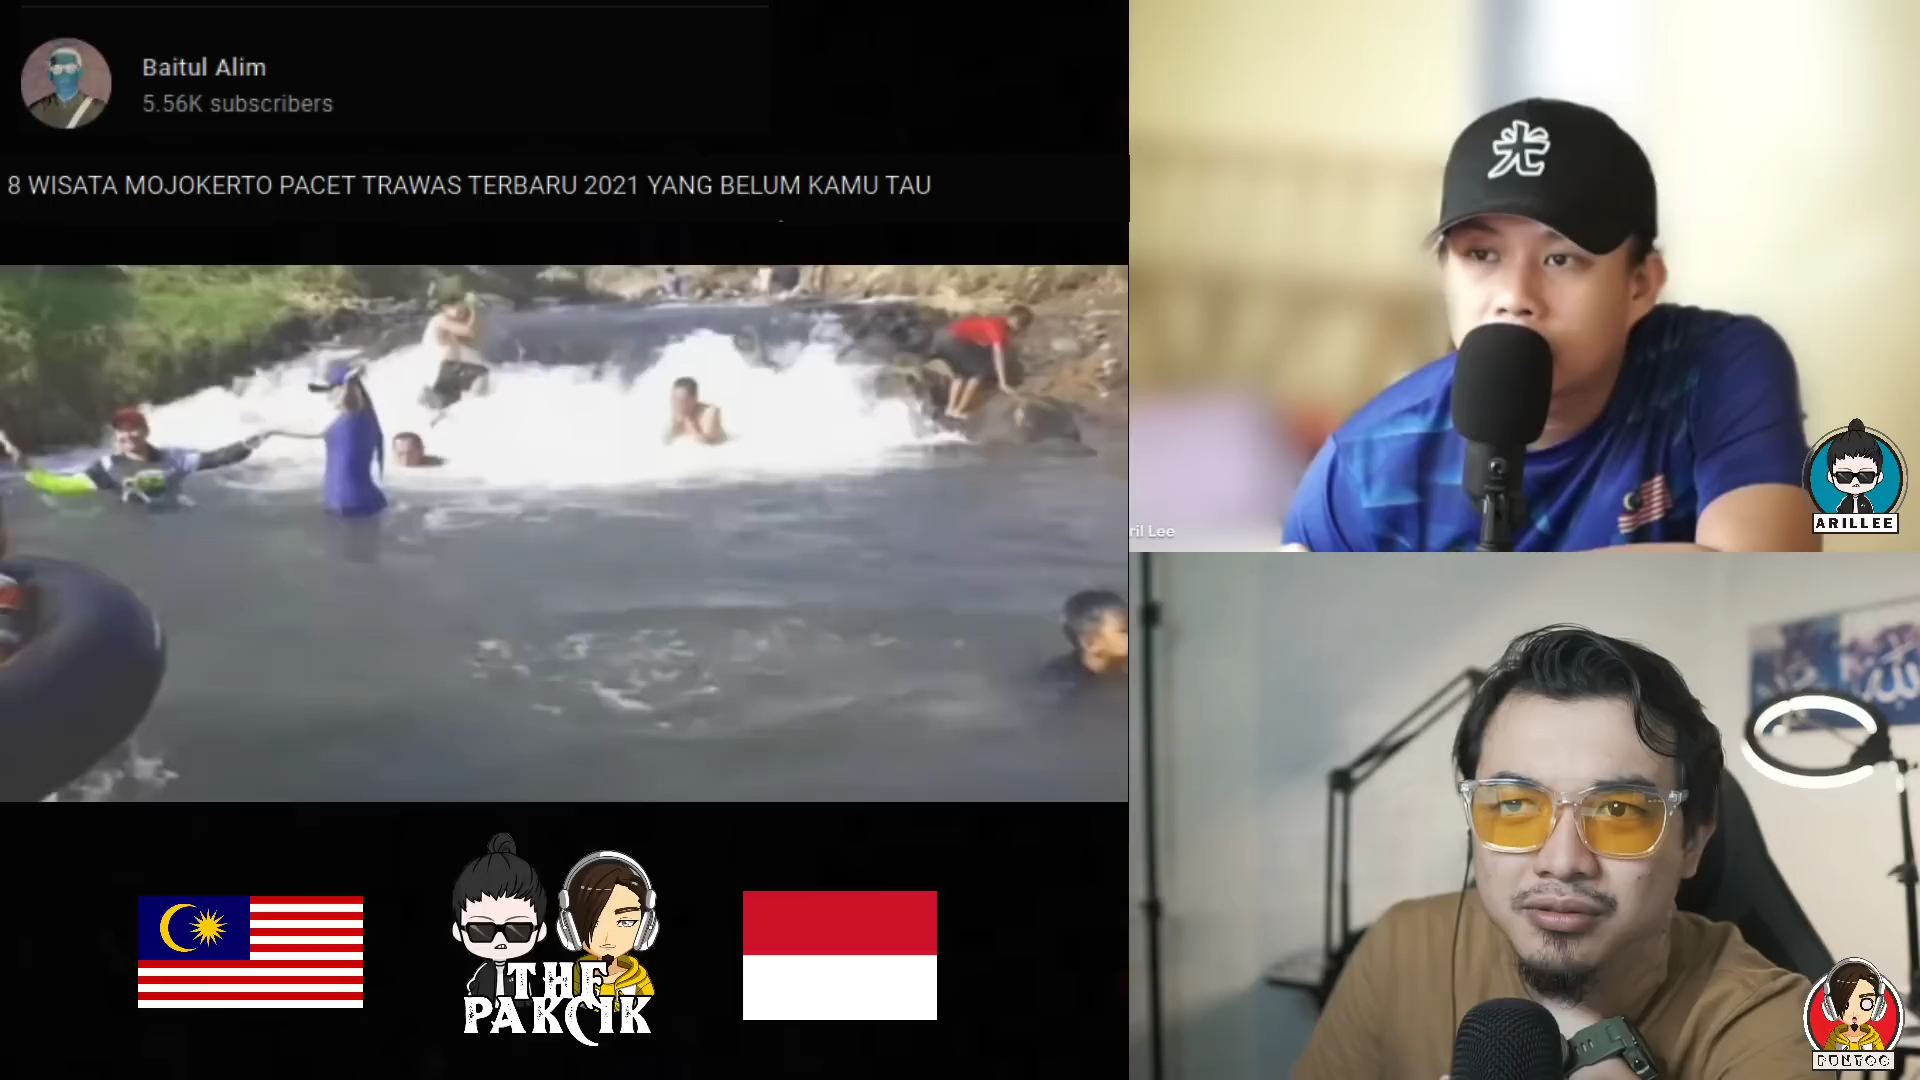 Baitul Alim
5.56K subscribers
8 WISATA MOJOKERTO PACET TRAWAS TERBARU 2021 YANG BELUM KAMU TAU
ril Lee
ARILLEE
THE
PAKCIK